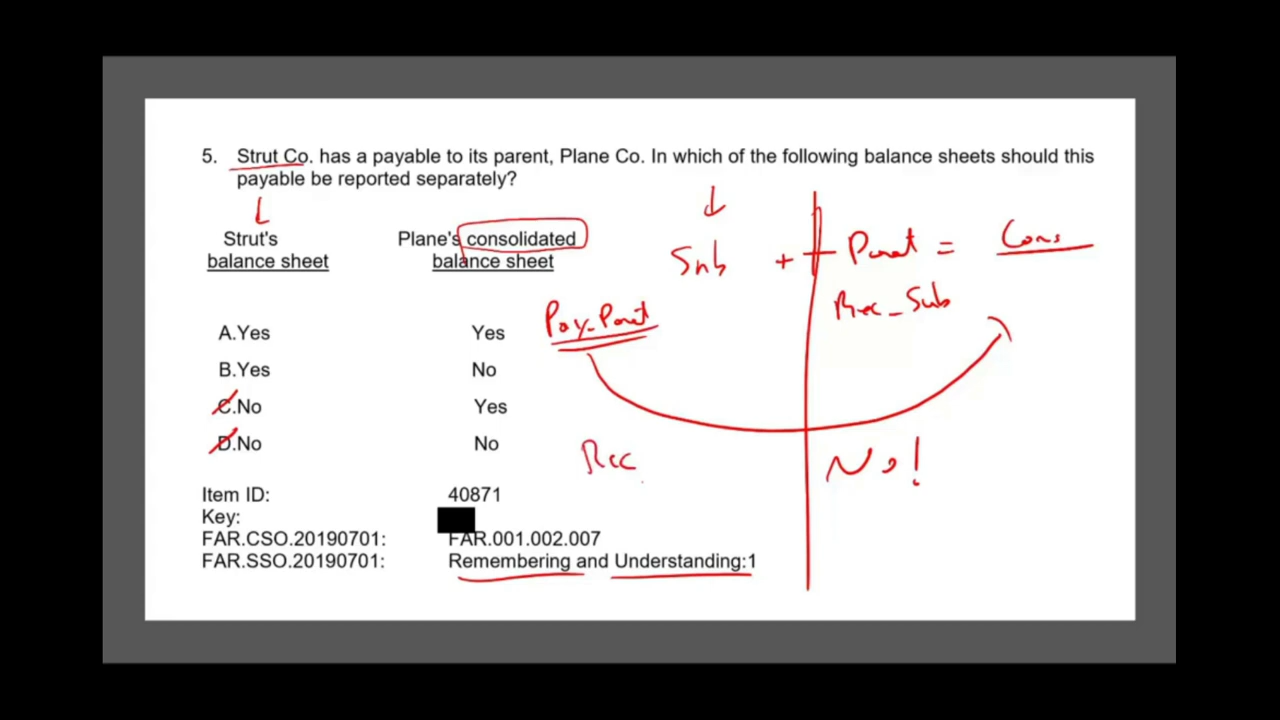 5. Strut Co. has a payable to its parent, Plane Co. In which of the following balance sheets should this
payable be reported separately?
Strut's Plane's consolidated
balance sheet balance sheet
Sub + Parent = Cons
Pay_Parent Rec_Sub
A.Yes Yes
B.Yes No
C.No Yes
D.No No
Rec No!
Item ID: 40871
Key:
FAR.CSO.20190701: FAR.001.002.007
FAR.SSO.20190701: Remembering and Understanding:1